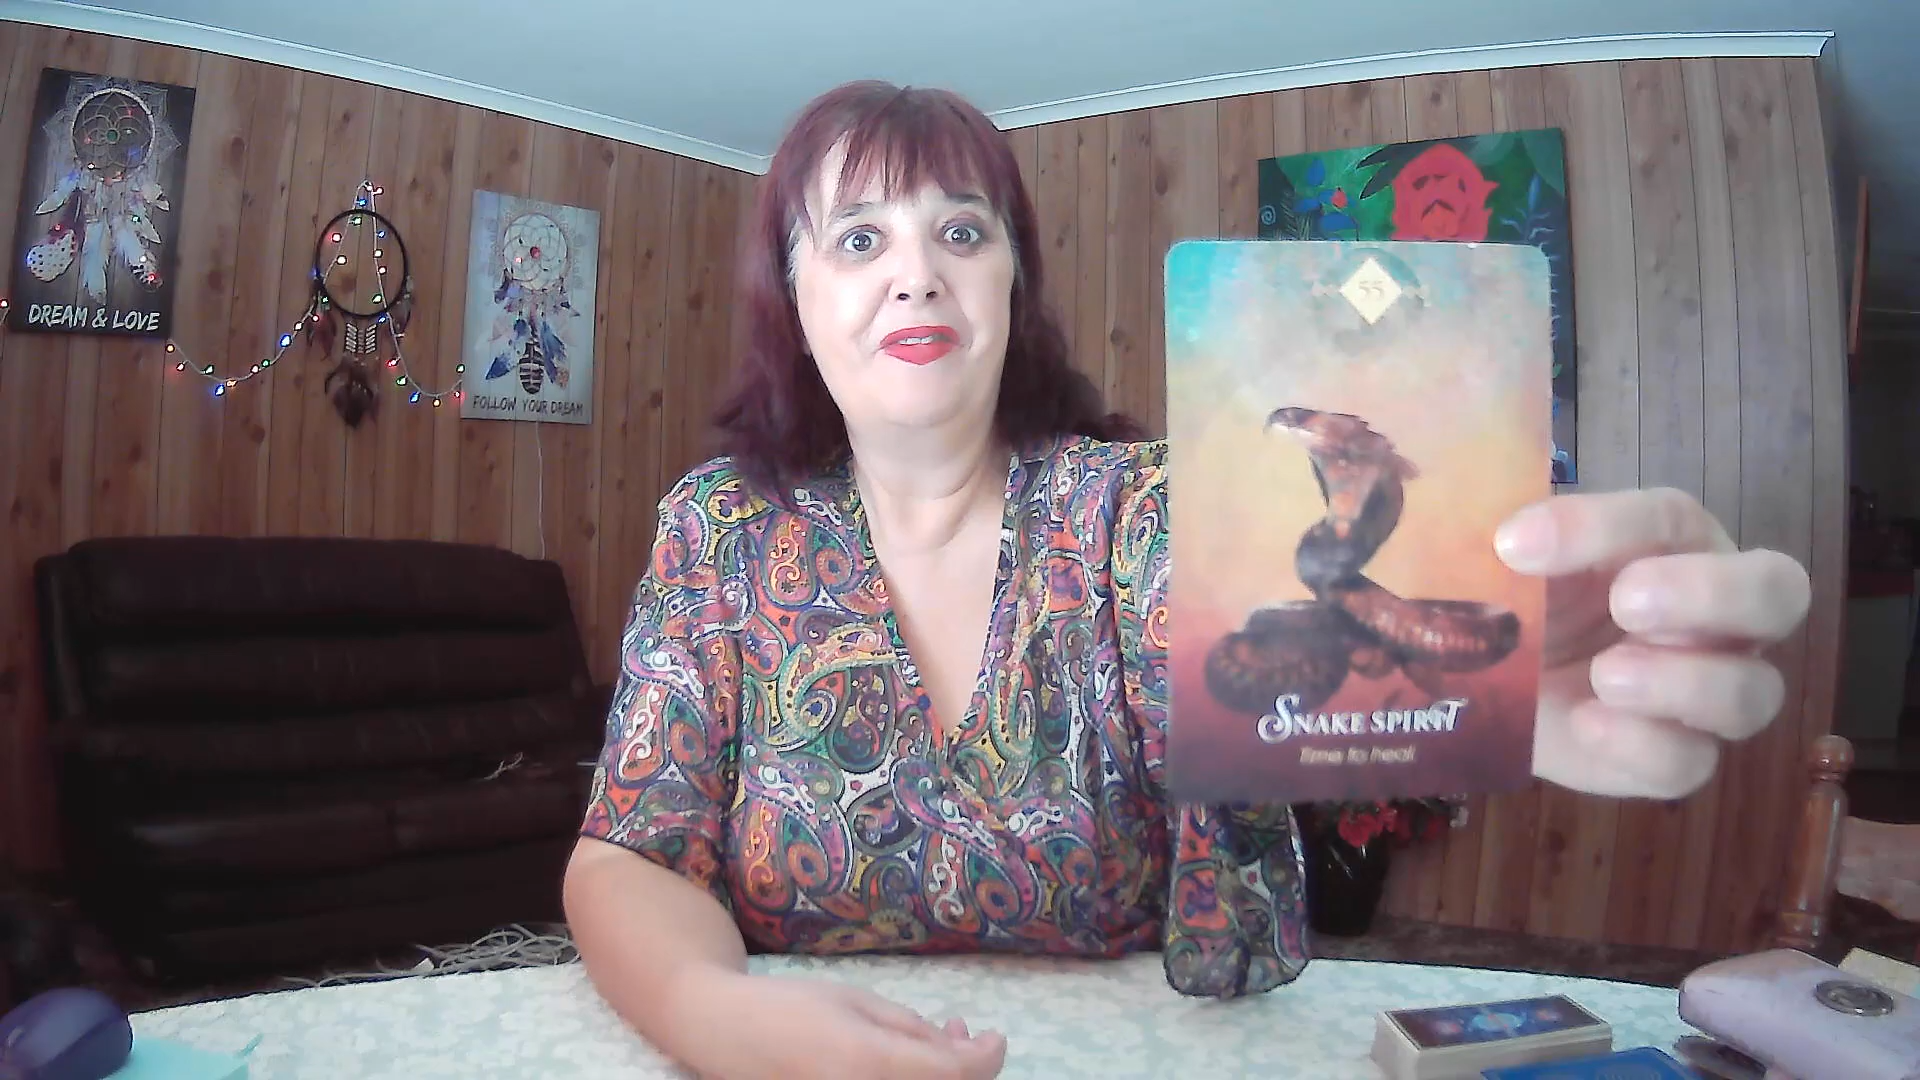 DREAM & LOVE
FOLLOW YOUR DREAM
55
SNAKE SPIRIT
Time to heal